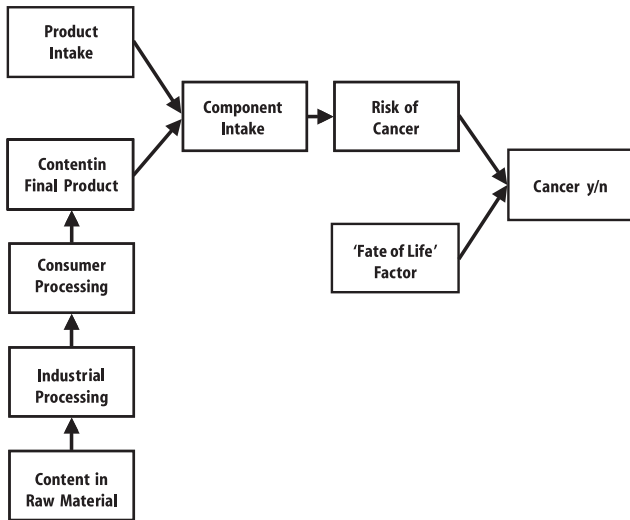 Product
Intake
Component
Intake
Risk of
Cancer
Contentin
Final Product
Cancer y/n
Consumer
Processing
'Fate of Life'
Factor
Industrial
Processing
Content in
Raw Material